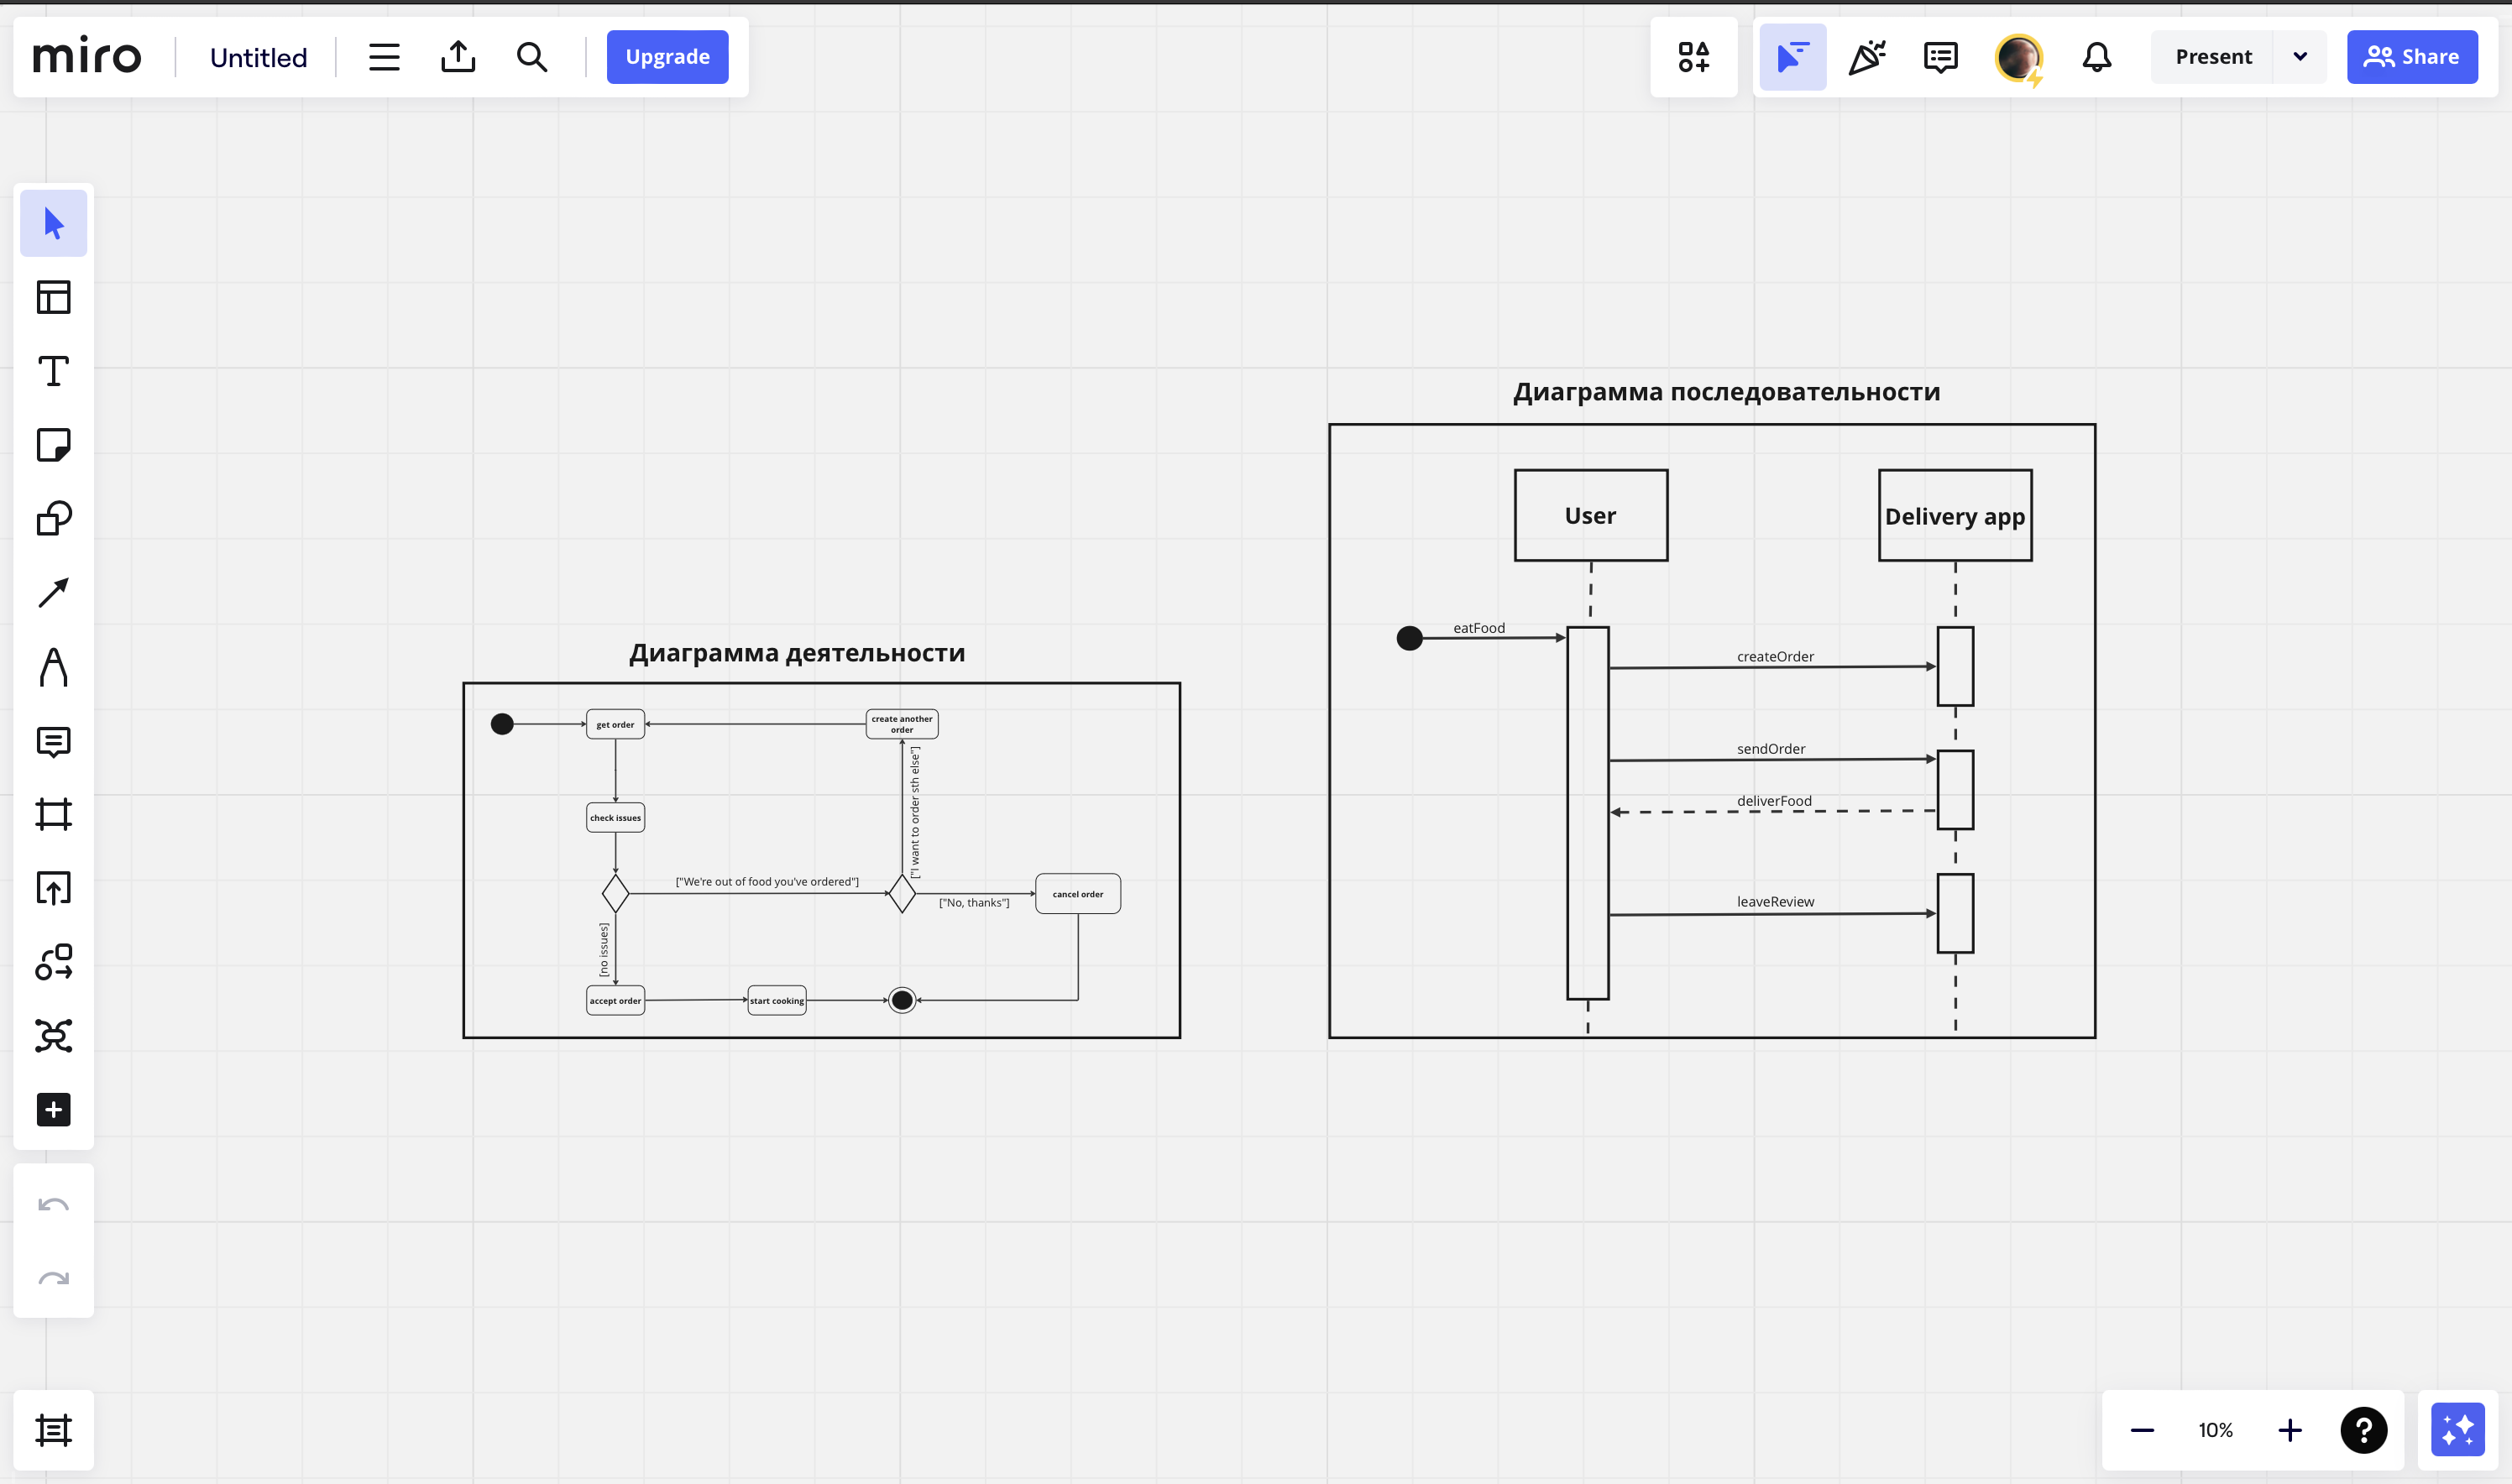 miro
Untitled
Upgrade
Present
Share
Диаграмма последовательности
User
Delivery app
eatFood
createOrder
sendOrder
deliverFood
leaveReview
Диаграмма деятельности
get order
create another
order
["I want to order sth else"]
check issues
["We're out of food you've ordered"]
["No, thanks"]
cancel order
[no issues]
accept order
start cooking
10%
?